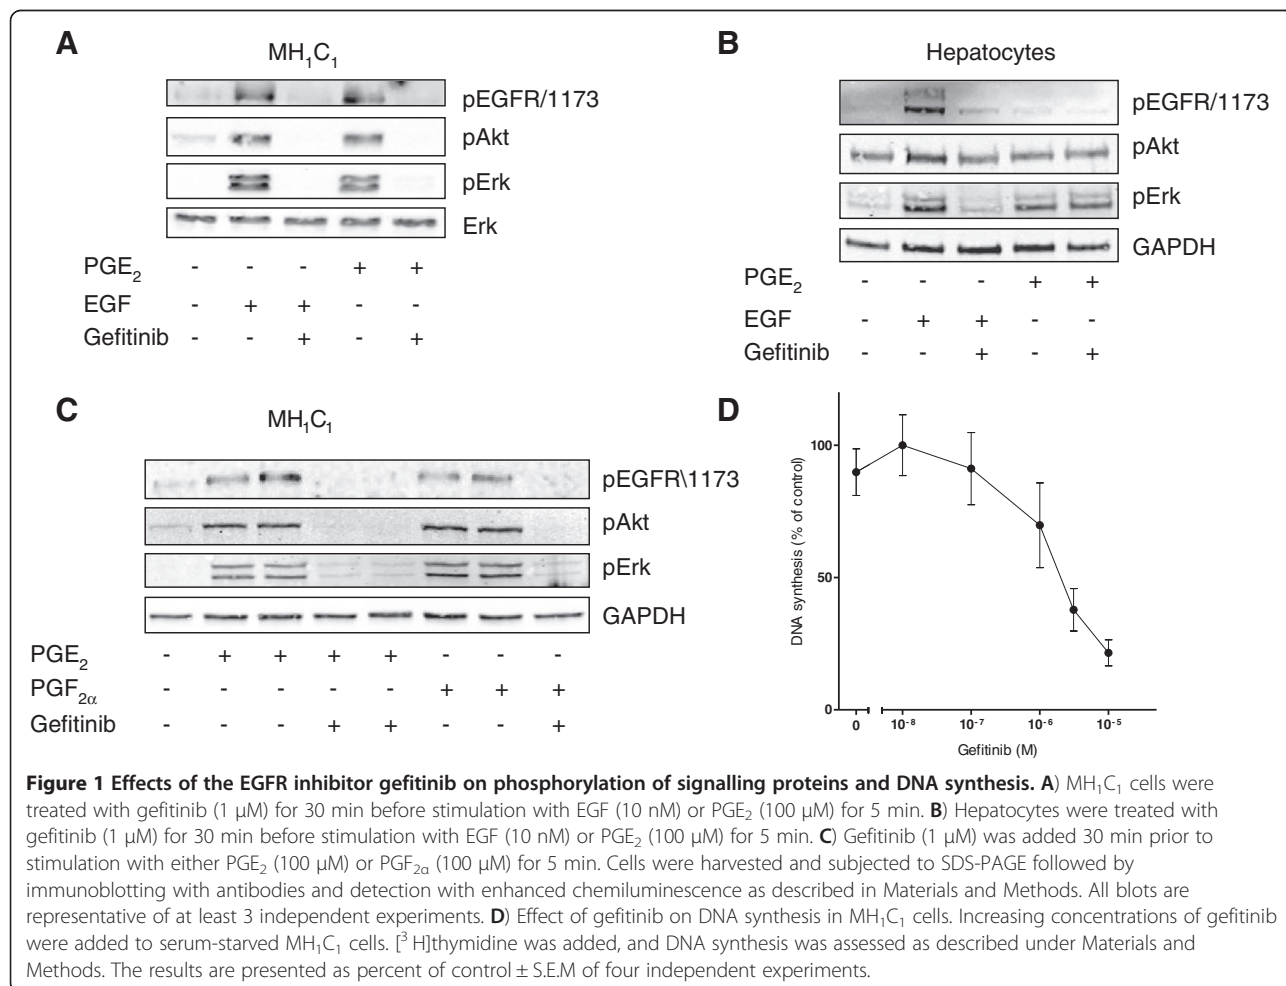 A
MH₁C₁
pEGFR/1173
pAkt
pErk
Erk
PGE₂ - - - + +
EGF - + + - -
Gefitinib - - + - +
B
Hepatocytes
pEGFR/1173
pAkt
pErk
GAPDH
PGE₂ - - - + +
EGF - + + - -
Gefitinib - - + - +
C
MH₁C₁
pEGFR\1173
pAkt
pErk
GAPDH
PGE₂ - + + + + - - -
PGF₂α - - - - - + + +
Gefitinib - - - + + - - +
D
DNA synthesis (% of control)
100
50
0
0 10⁻⁸ 10⁻⁷ 10⁻⁶ 10⁻⁵
Gefitinib (M)
Figure 1 Effects of the EGFR inhibitor gefitinib on phosphorylation of signalling proteins and DNA synthesis. A) MH₁C₁ cells were
treated with gefitinib (1 μM) for 30 min before stimulation with EGF (10 nM) or PGE₂ (100 μM) for 5 min. B) Hepatocytes were treated with
gefitinib (1 μM) for 30 min before stimulation with EGF (10 nM) or PGE₂ (100 μM) for 5 min. C) Gefitinib (1 μM) was added 30 min prior to
stimulation with either PGE₂ (100 μM) or PGF₂α (100 μM) for 5 min. Cells were harvested and subjected to SDS-PAGE followed by
immunoblotting with antibodies and detection with enhanced chemiluminescence as described in Materials and Methods. All blots are
representative of at least 3 independent experiments. D) Effect of gefitinib on DNA synthesis in MH₁C₁ cells. Increasing concentrations of gefitinib
were added to serum-starved MH₁C₁ cells. [³ H]thymidine was added, and DNA synthesis was assessed as described under Materials and
Methods. The results are presented as percent of control ± S.E.M of four independent experiments.